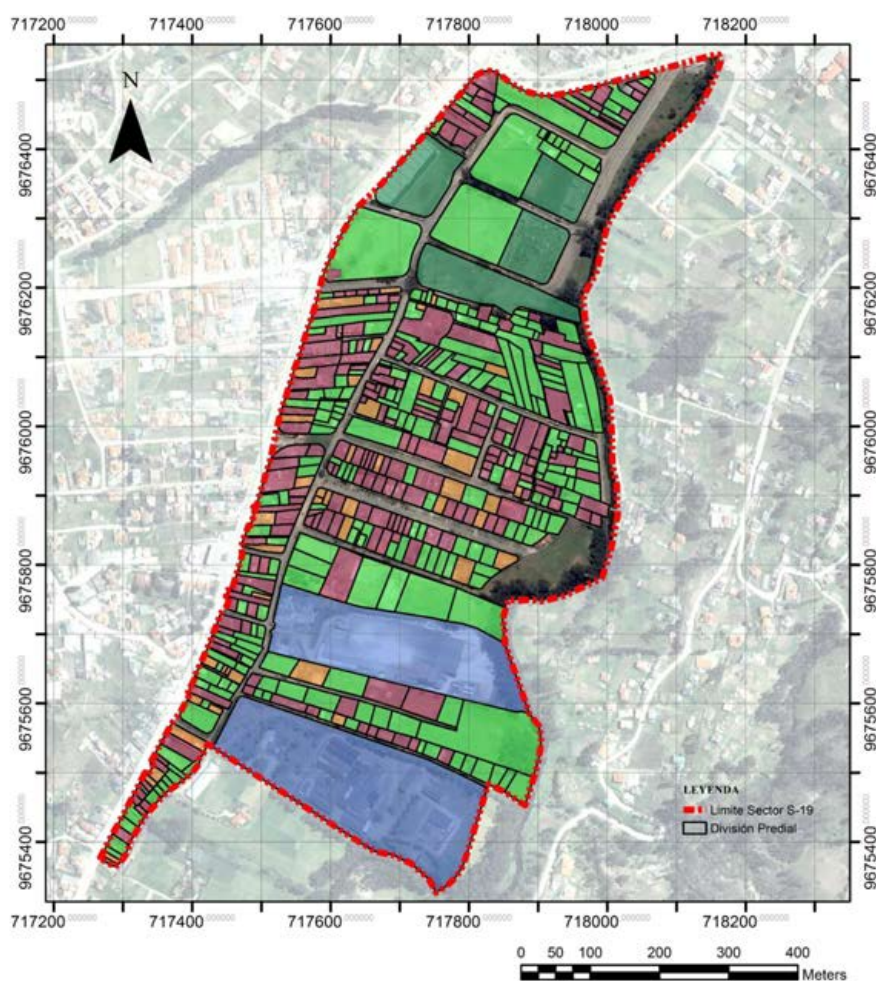 717200 717400 717600 717800 718000 718200
N
9676400 9676400
9676200 9676200
9676000 9676000
9675800 9675800
9675600 9675600
LEYENDA
Limite Sector S-19
División Predial
9675400 9675400
717200 717400 717600 717800 718000 718200
0 50 100 200 300 400
Meters